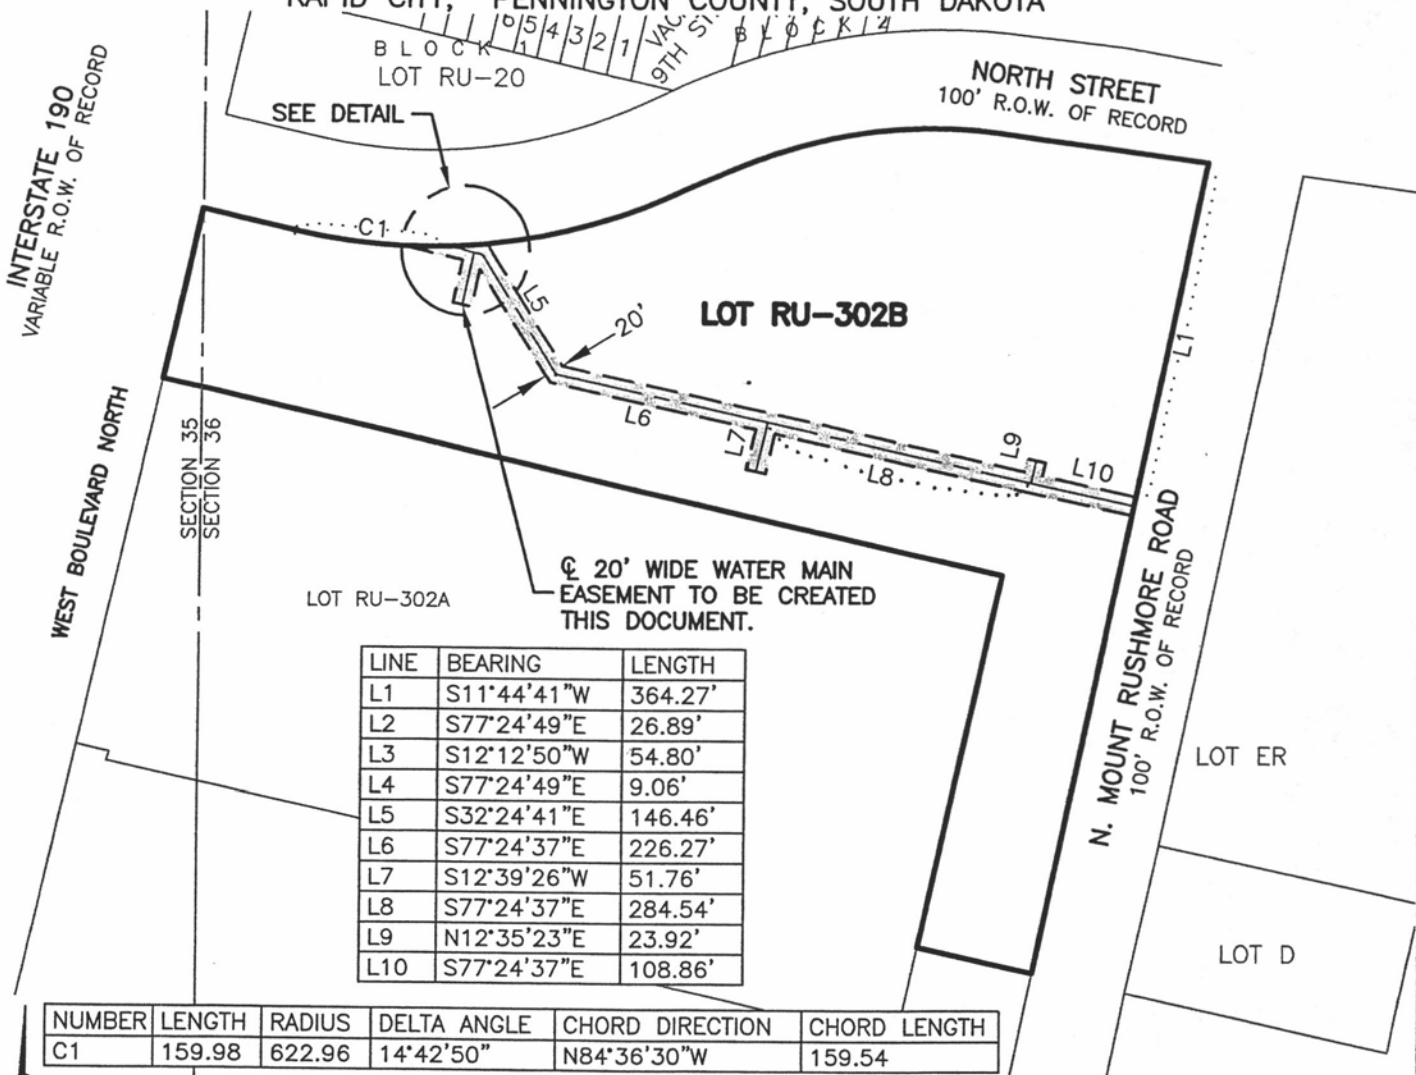 RAPID CITY, PENNINGTON COUNTY, SOUTH DAKOTA
6 5 4 3 2 1
9TH
BLOCK 1
BLOCK 4
LOT RU-20
SEE DETAIL
NORTH STREET
100' R.O.W. OF RECORD
INTERSTATE 190
VARIABLE R.O.W. OF RECORD
C1
L5
20'
LOT RU-302B
L1
L6
L7
L8
L9
L10
WEST BOULEVARD NORTH
SECTION 35
SECTION 36
℄ 20' WIDE WATER MAIN
EASEMENT TO BE CREATED
THIS DOCUMENT.
LOT RU-302A
N. MOUNT RUSHMORE ROAD
100' R.O.W. OF RECORD
LOT ER
LOT D
LINE BEARING LENGTH
L1 S11°44'41"W 364.27'
L2 S77°24'49"E 26.89'
L3 S12°12'50"W 54.80'
L4 S77°24'49"E 9.06'
L5 S32°24'41"E 146.46'
L6 S77°24'37"E 226.27'
L7 S12°39'26"W 51.76'
L8 S77°24'37"E 284.54'
L9 N12°35'23"E 23.92'
L10 S77°24'37"E 108.86'
NUMBER LENGTH RADIUS DELTA ANGLE CHORD DIRECTION CHORD LENGTH
C1 159.98 622.96 14°42'50" N84°36'30"W 159.54